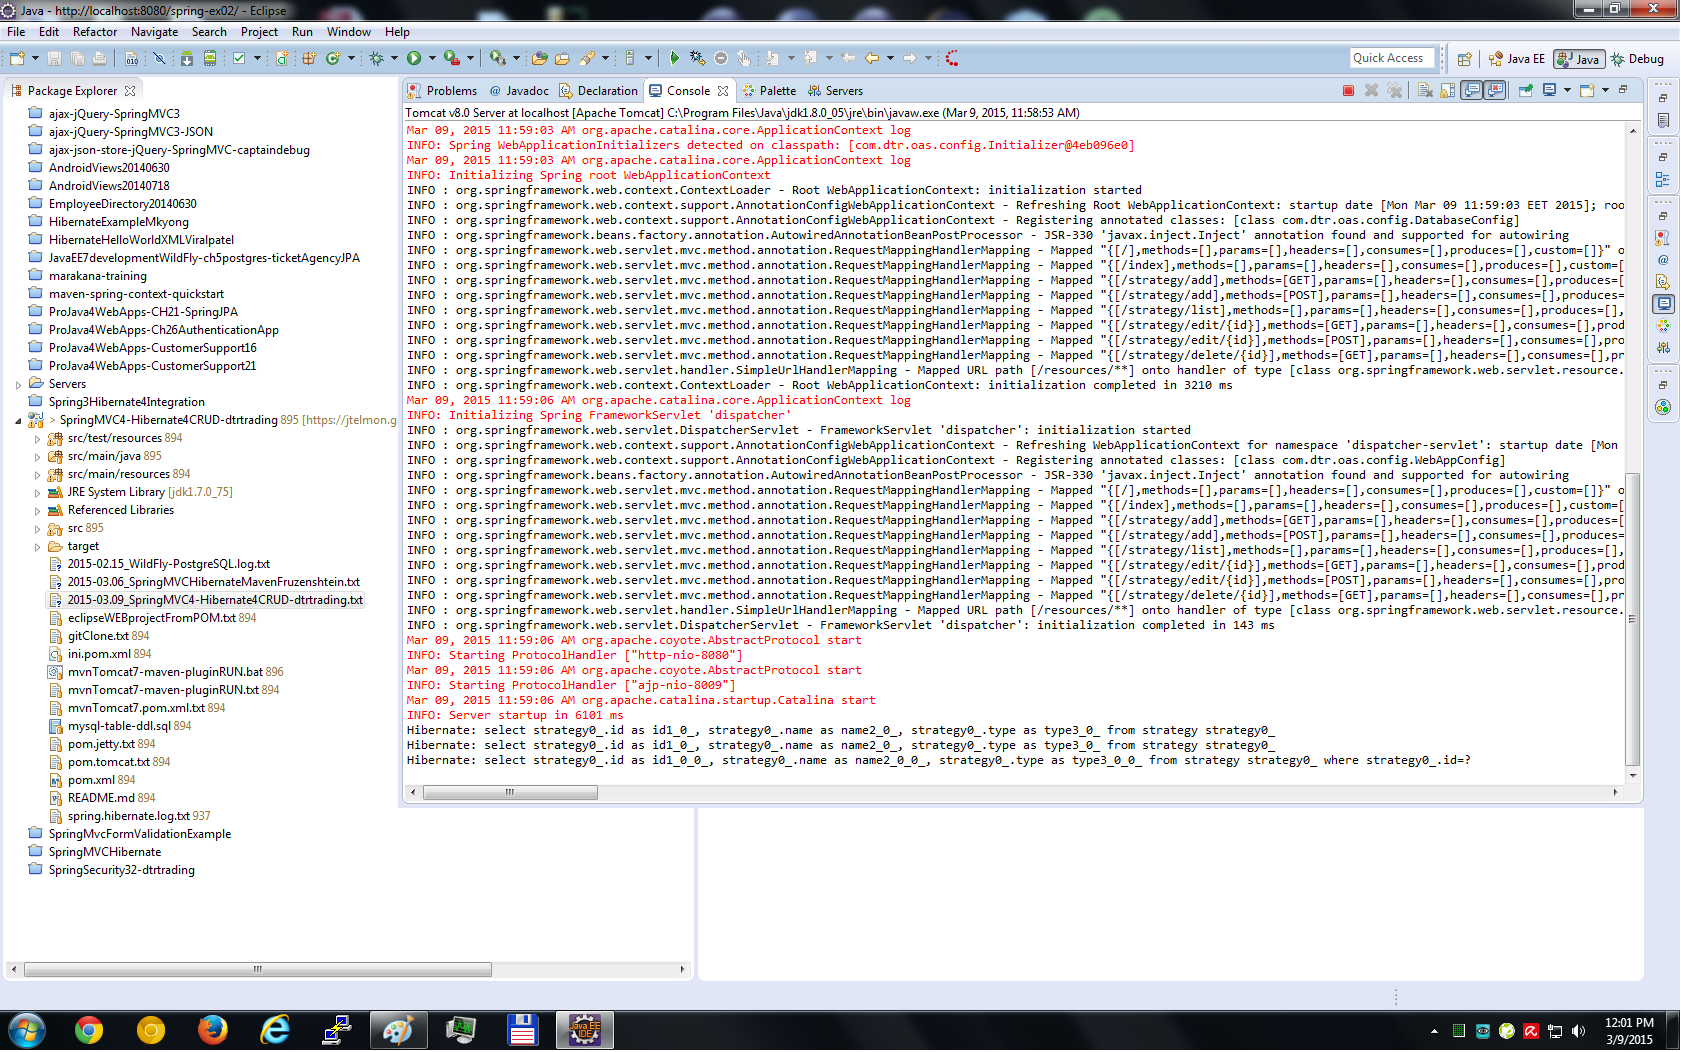 Java - http://localhost:8080/spring-ex02/ - Eclipse
File Edit Refactor Navigate Search Project Run Window Help
Quick Access
Java EE
Java
Debug
Package Explorer
ajax-jQuery-SpringMVC3
ajax-jQuery-SpringMVC3-JSON
ajax-json-store-jQuery-SpringMVC-captaindebug
AndroidViews20140630
AndroidViews20140718
EmployeeDirectory20140630
HibernateExampleMkyong
HibernateHelloWorldXMLViralpatel
JavaEE7developmentWildFly-ch5postgres-ticketAgencyJPA
marakana-training
maven-spring-context-quickstart
ProJava4WebApps-CH21-SpringJPA
ProJava4WebApps-Ch26AuthenticationApp
ProJava4WebApps-CustomerSupport16
ProJava4WebApps-CustomerSupport21
Servers
Spring3Hibernate4Integration
> SpringMVC4-Hibernate4CRUD-dtrtrading 895 [https://jtelmon.g
src/test/resources 894
src/main/java 895
src/main/resources 894
JRE System Library [jdk1.7.0_75]
Referenced Libraries
src 895
target
2015-02.15_WildFly-PostgreSQL.log.txt
2015-03.06_SpringMVCHibernateMavenFruzenshtein.txt
2015-03.09_SpringMVC4-Hibernate4CRUD-dtrtrading.txt
eclipseWEBprojectFromPOM.txt 894
gitClone.txt 894
ini.pom.xml 894
mvnTomcat7-maven-pluginRUN.bat 896
mvnTomcat7-maven-pluginRUN.txt 894
mvnTomcat7.pom.xml.txt 894
mysql-table-ddl.sql 894
pom.jetty.txt 894
pom.tomcat.txt 894
pom.xml 894
README.md 894
spring.hibernate.log.txt 937
SpringMvcFormValidationExample
SpringMVCHibernate
SpringSecurity32-dtrtrading
Problems @ Javadoc Declaration Console Palette Servers
Tomcat v8.0 Server at localhost [Apache Tomcat] C:\Program Files\Java\jdk1.8.0_05\jre\bin\javaw.exe (Mar 9, 2015, 11:58:53 AM)
Mar 09, 2015 11:59:03 AM org.apache.catalina.core.ApplicationContext log
INFO: Spring WebApplicationInitializers detected on classpath: [com.dtr.oas.config.Initializer@4eb096e0]
Mar 09, 2015 11:59:03 AM org.apache.catalina.core.ApplicationContext log
INFO: Initializing Spring root WebApplicationContext
INFO : org.springframework.web.context.ContextLoader - Root WebApplicationContext: initialization started
INFO : org.springframework.web.context.support.AnnotationConfigWebApplicationContext - Refreshing Root WebApplicationContext: startup date [Mon Mar 09 11:59:03 EET 2015]; roo
INFO : org.springframework.web.context.support.AnnotationConfigWebApplicationContext - Registering annotated classes: [class com.dtr.oas.config.DatabaseConfig]
INFO : org.springframework.beans.factory.annotation.AutowiredAnnotationBeanPostProcessor - JSR-330 'javax.inject.Inject' annotation found and supported for autowiring
INFO : org.springframework.web.servlet.mvc.method.annotation.RequestMappingHandlerMapping - Mapped "{[/],methods=[],params=[],headers=[],consumes=[],produces=[],custom=[]}" o
INFO : org.springframework.web.servlet.mvc.method.annotation.RequestMappingHandlerMapping - Mapped "{[/index],methods=[],params=[],headers=[],consumes=[],produces=[],custom=[
INFO : org.springframework.web.servlet.mvc.method.annotation.RequestMappingHandlerMapping - Mapped "{[/strategy/add],methods=[GET],params=[],headers=[],consumes=[],produces=[
INFO : org.springframework.web.servlet.mvc.method.annotation.RequestMappingHandlerMapping - Mapped "{[/strategy/add],methods=[POST],params=[],headers=[],consumes=[],produces=
INFO : org.springframework.web.servlet.mvc.method.annotation.RequestMappingHandlerMapping - Mapped "{[/strategy/list],methods=[],params=[],headers=[],consumes=[],produces=[],
INFO : org.springframework.web.servlet.mvc.method.annotation.RequestMappingHandlerMapping - Mapped "{[/strategy/edit/{id}],methods=[GET],params=[],headers=[],consumes=[],prod
INFO : org.springframework.web.servlet.mvc.method.annotation.RequestMappingHandlerMapping - Mapped "{[/strategy/edit/{id}],methods=[POST],params=[],headers=[],consumes=[],pro
INFO : org.springframework.web.servlet.mvc.method.annotation.RequestMappingHandlerMapping - Mapped "{[/strategy/delete/{id}],methods=[GET],params=[],headers=[],consumes=[],pr
INFO : org.springframework.web.servlet.handler.SimpleUrlHandlerMapping - Mapped URL path [/resources/**] onto handler of type [class org.springframework.web.servlet.resource.
INFO : org.springframework.web.context.ContextLoader - Root WebApplicationContext: initialization completed in 3210 ms
Mar 09, 2015 11:59:06 AM org.apache.catalina.core.ApplicationContext log
INFO: Initializing Spring FrameworkServlet 'dispatcher'
INFO : org.springframework.web.servlet.DispatcherServlet - FrameworkServlet 'dispatcher': initialization started
INFO : org.springframework.web.context.support.AnnotationConfigWebApplicationContext - Refreshing WebApplicationContext for namespace 'dispatcher-servlet': startup date [Mon
INFO : org.springframework.web.context.support.AnnotationConfigWebApplicationContext - Registering annotated classes: [class com.dtr.oas.config.WebAppConfig]
INFO : org.springframework.beans.factory.annotation.AutowiredAnnotationBeanPostProcessor - JSR-330 'javax.inject.Inject' annotation found and supported for autowiring
INFO : org.springframework.web.servlet.mvc.method.annotation.RequestMappingHandlerMapping - Mapped "{[/],methods=[],params=[],headers=[],consumes=[],produces=[],custom=[]}" o
INFO : org.springframework.web.servlet.mvc.method.annotation.RequestMappingHandlerMapping - Mapped "{[/index],methods=[],params=[],headers=[],consumes=[],produces=[],custom=[
INFO : org.springframework.web.servlet.mvc.method.annotation.RequestMappingHandlerMapping - Mapped "{[/strategy/add],methods=[GET],params=[],headers=[],consumes=[],produces=[
INFO : org.springframework.web.servlet.mvc.method.annotation.RequestMappingHandlerMapping - Mapped "{[/strategy/add],methods=[POST],params=[],headers=[],consumes=[],produces=
INFO : org.springframework.web.servlet.mvc.method.annotation.RequestMappingHandlerMapping - Mapped "{[/strategy/list],methods=[],params=[],headers=[],consumes=[],produces=[],
INFO : org.springframework.web.servlet.mvc.method.annotation.RequestMappingHandlerMapping - Mapped "{[/strategy/edit/{id}],methods=[GET],params=[],headers=[],consumes=[],prod
INFO : org.springframework.web.servlet.mvc.method.annotation.RequestMappingHandlerMapping - Mapped "{[/strategy/edit/{id}],methods=[POST],params=[],headers=[],consumes=[],pro
INFO : org.springframework.web.servlet.mvc.method.annotation.RequestMappingHandlerMapping - Mapped "{[/strategy/delete/{id}],methods=[GET],params=[],headers=[],consumes=[],pr
INFO : org.springframework.web.servlet.handler.SimpleUrlHandlerMapping - Mapped URL path [/resources/**] onto handler of type [class org.springframework.web.servlet.resource.
INFO : org.springframework.web.servlet.DispatcherServlet - FrameworkServlet 'dispatcher': initialization completed in 143 ms
Mar 09, 2015 11:59:06 AM org.apache.coyote.AbstractProtocol start
INFO: Starting ProtocolHandler ["http-nio-8080"]
Mar 09, 2015 11:59:06 AM org.apache.coyote.AbstractProtocol start
INFO: Starting ProtocolHandler ["ajp-nio-8009"]
Mar 09, 2015 11:59:06 AM org.apache.catalina.startup.Catalina start
INFO: Server startup in 6101 ms
Hibernate: select strategy0_.id as id1_0_, strategy0_.name as name2_0_, strategy0_.type as type3_0_ from strategy strategy0_
Hibernate: select strategy0_.id as id1_0_, strategy0_.name as name2_0_, strategy0_.type as type3_0_ from strategy strategy0_
Hibernate: select strategy0_.id as id1_0_0_, strategy0_.name as name2_0_0_, strategy0_.type as type3_0_0_ from strategy strategy0_ where strategy0_.id=?
Java EE
IDE
12:01 PM
3/9/2015